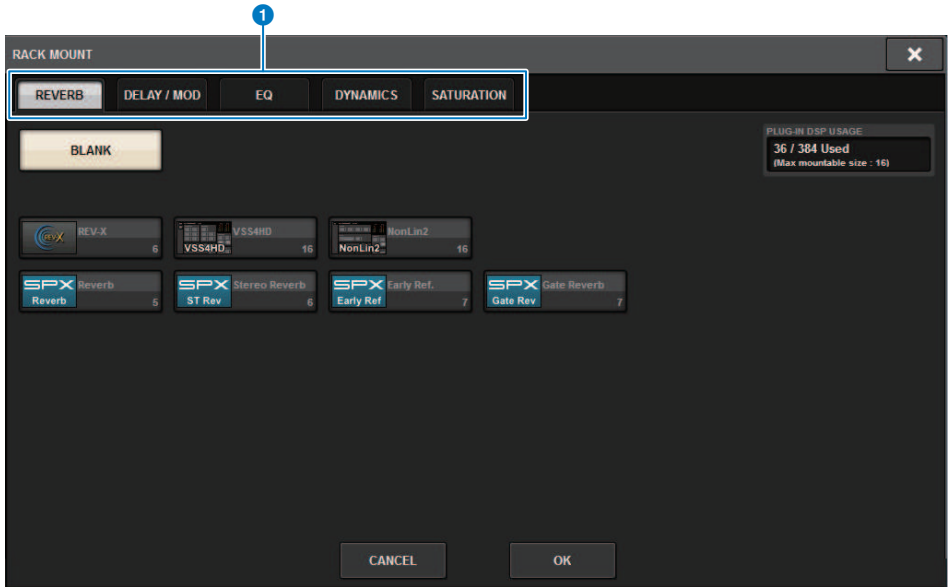 1
RACK MOUNT
REVERB DELAY / MOD EQ DYNAMICS SATURATION
BLANK
PLUG-IN DSP USAGE
36 / 384 Used
(Max mountable size : 16)
REV-X
REV-X
6
VSS4HD
VSS4HD
16
NonLin2
NonLin2
16
SPX
Reverb
Reverb
5
SPX
ST Rev
Stereo Reverb
6
SPX
Early Ref
Early Ref.
7
SPX
Gate Rev
Gate Reverb
7
CANCEL OK